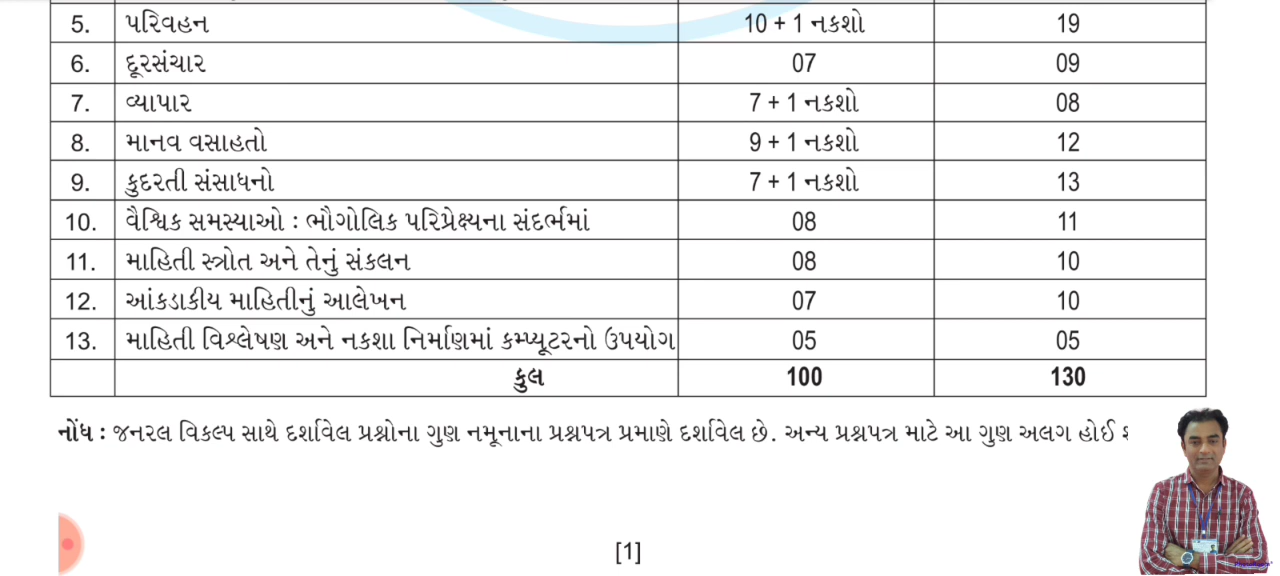 5. પરિવહન 10 + 1 નકશો 19
6. દૂરસંચાર 07 09
7. વ્યાપાર 7 + 1 નકશો 08
8. માનવ વસાહતો 9 + 1 નકશો 12
9. કુદરતી સંસાધનો 7 + 1 નકશો 13
10. વૈશ્વિક સમસ્યાઓ : ભૌગોલિક પરિપ્રેક્ષ્યના સંદર્ભમાં 08 11
11. માહિતી સ્ત્રોત અને તેનું સંકલન 08 10
12. આંકડાકીય માહિતીનું આલેખન 07 10
13. માહિતી વિશ્લેષણ અને નકશા નિર્માણમાં કમ્પ્યૂટરનો ઉપયોગ 05 05
કુલ 100 130
નોંધ : જનરલ વિકલ્પ સાથે દર્શાવેલ પ્રશ્નોના ગુણ નમૂનાના પ્રશ્નપત્ર પ્રમાણે દર્શાવેલ છે. અન્ય પ્રશ્નપત્ર માટે આ ગુણ અલગ હોઈ
[1]